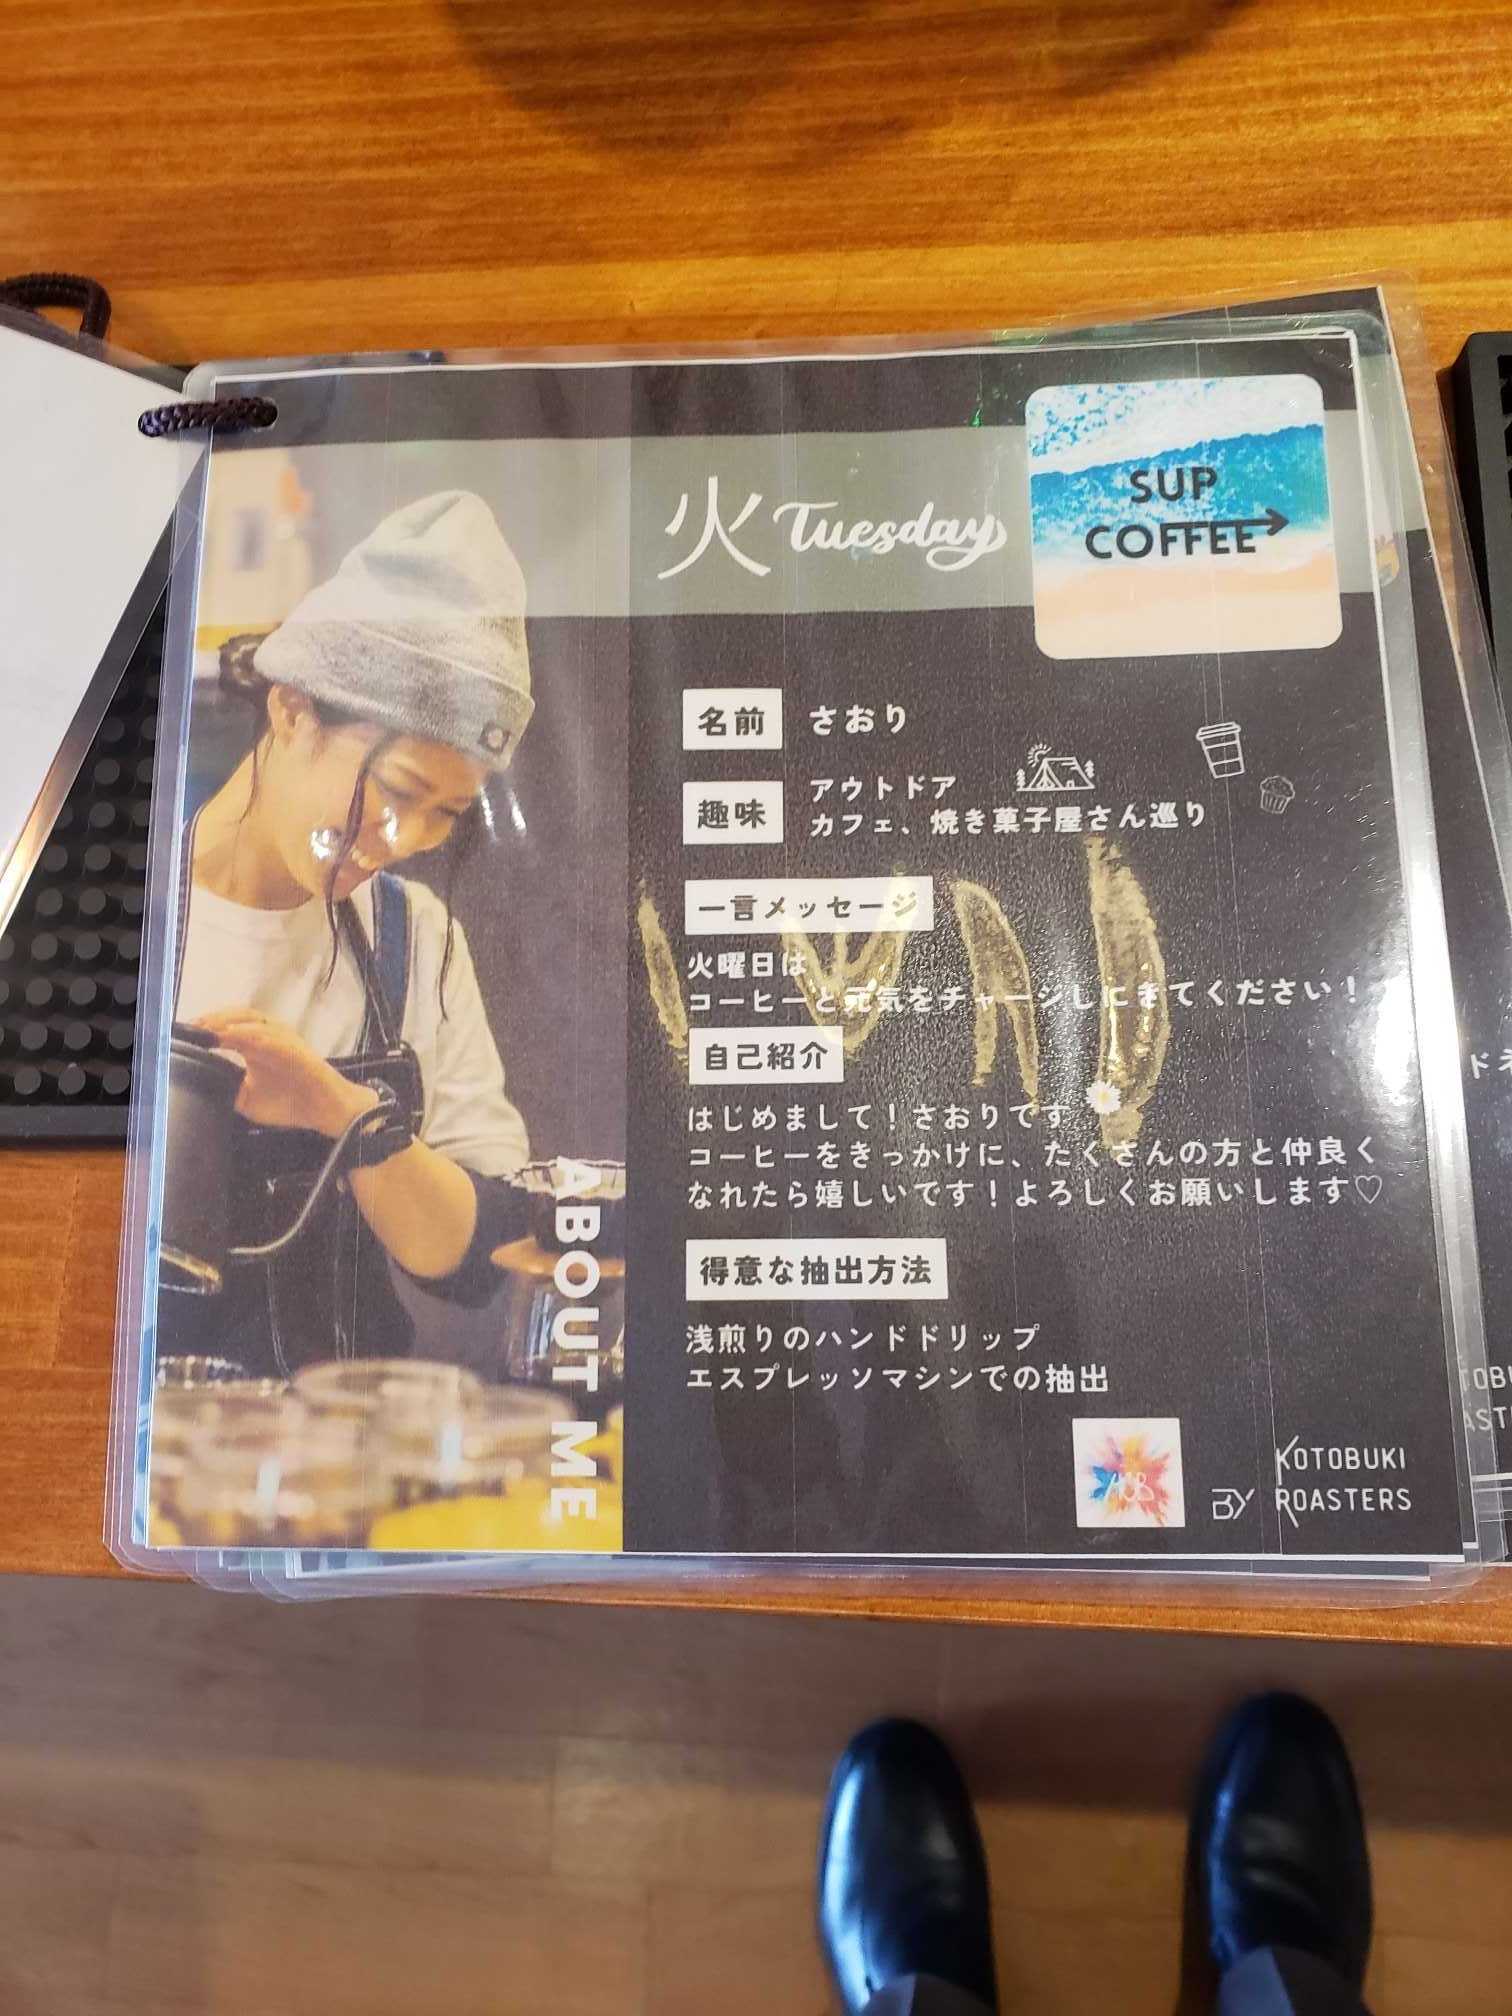 火 Tuesday
SUP
COFFEE
名前 さおり
趣味 アウトドア
カフェ、焼き菓子屋さん巡り
一言メッセージ
火曜日は
コーヒーと元気をチャージしにきてください！
自己紹介
はじめまして！さおりです
コーヒーをきっかけに、たくさんの方と仲良く
なれたら嬉しいです！よろしくお願いします♡
得意な抽出方法
浅煎りのハンドドリップ
エスプレッソマシンでの抽出
ABOUT ME
BY KOTOBUKI
ROASTERS